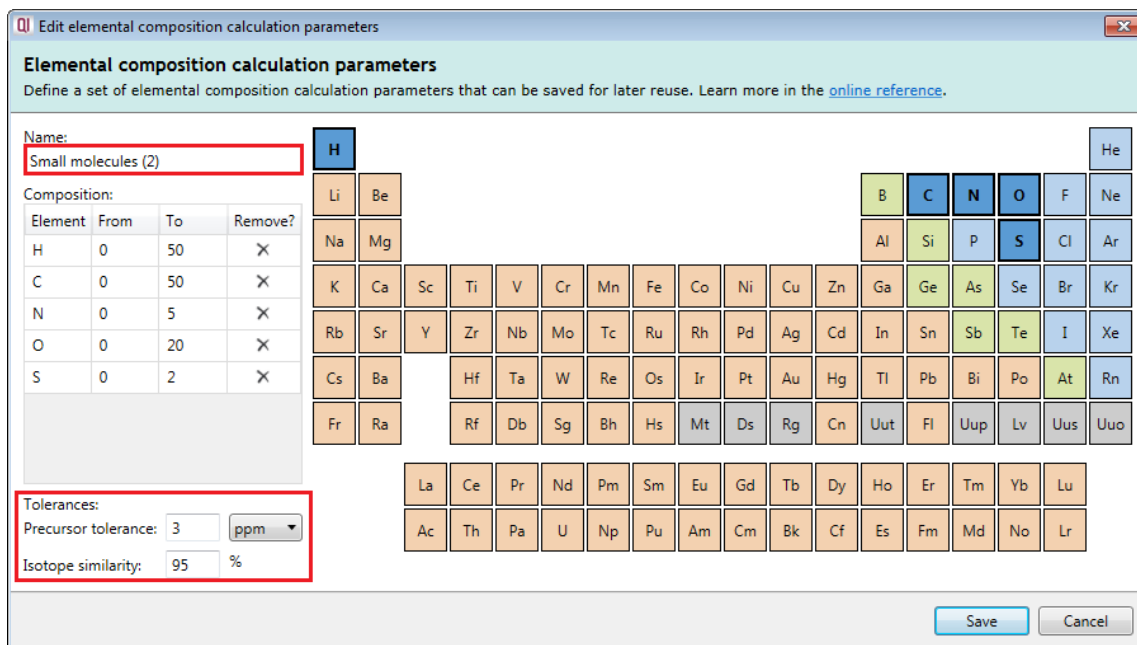 QI Edit elemental composition calculation parameters
Elemental composition calculation parameters
Define a set of elemental composition calculation parameters that can be saved for later reuse. Learn more in the online reference.
Name:
Small molecules (2)
Composition:
Element From To Remove?
H 0 50
C 0 50
N 0 5
O 0 20
S 0 2
Tolerances:
Precursor tolerance: 3 ppm
Isotope similarity: 95 %
H He
Li Be B C N O F Ne
Na Mg Al Si P S Cl Ar
K Ca Sc Ti V Cr Mn Fe Co Ni Cu Zn Ga Ge As Se Br Kr
Rb Sr Y Zr Nb Mo Tc Ru Rh Pd Ag Cd In Sn Sb Te I Xe
Cs Ba Hf Ta W Re Os Ir Pt Au Hg Tl Pb Bi Po At Rn
Fr Ra Rf Db Sg Bh Hs Mt Ds Rg Cn Uut Fl Uup Lv Uus Uuo
La Ce Pr Nd Pm Sm Eu Gd Tb Dy Ho Er Tm Yb Lu
Ac Th Pa U Np Pu Am Cm Bk Cf Es Fm Md No Lr
Save Cancel